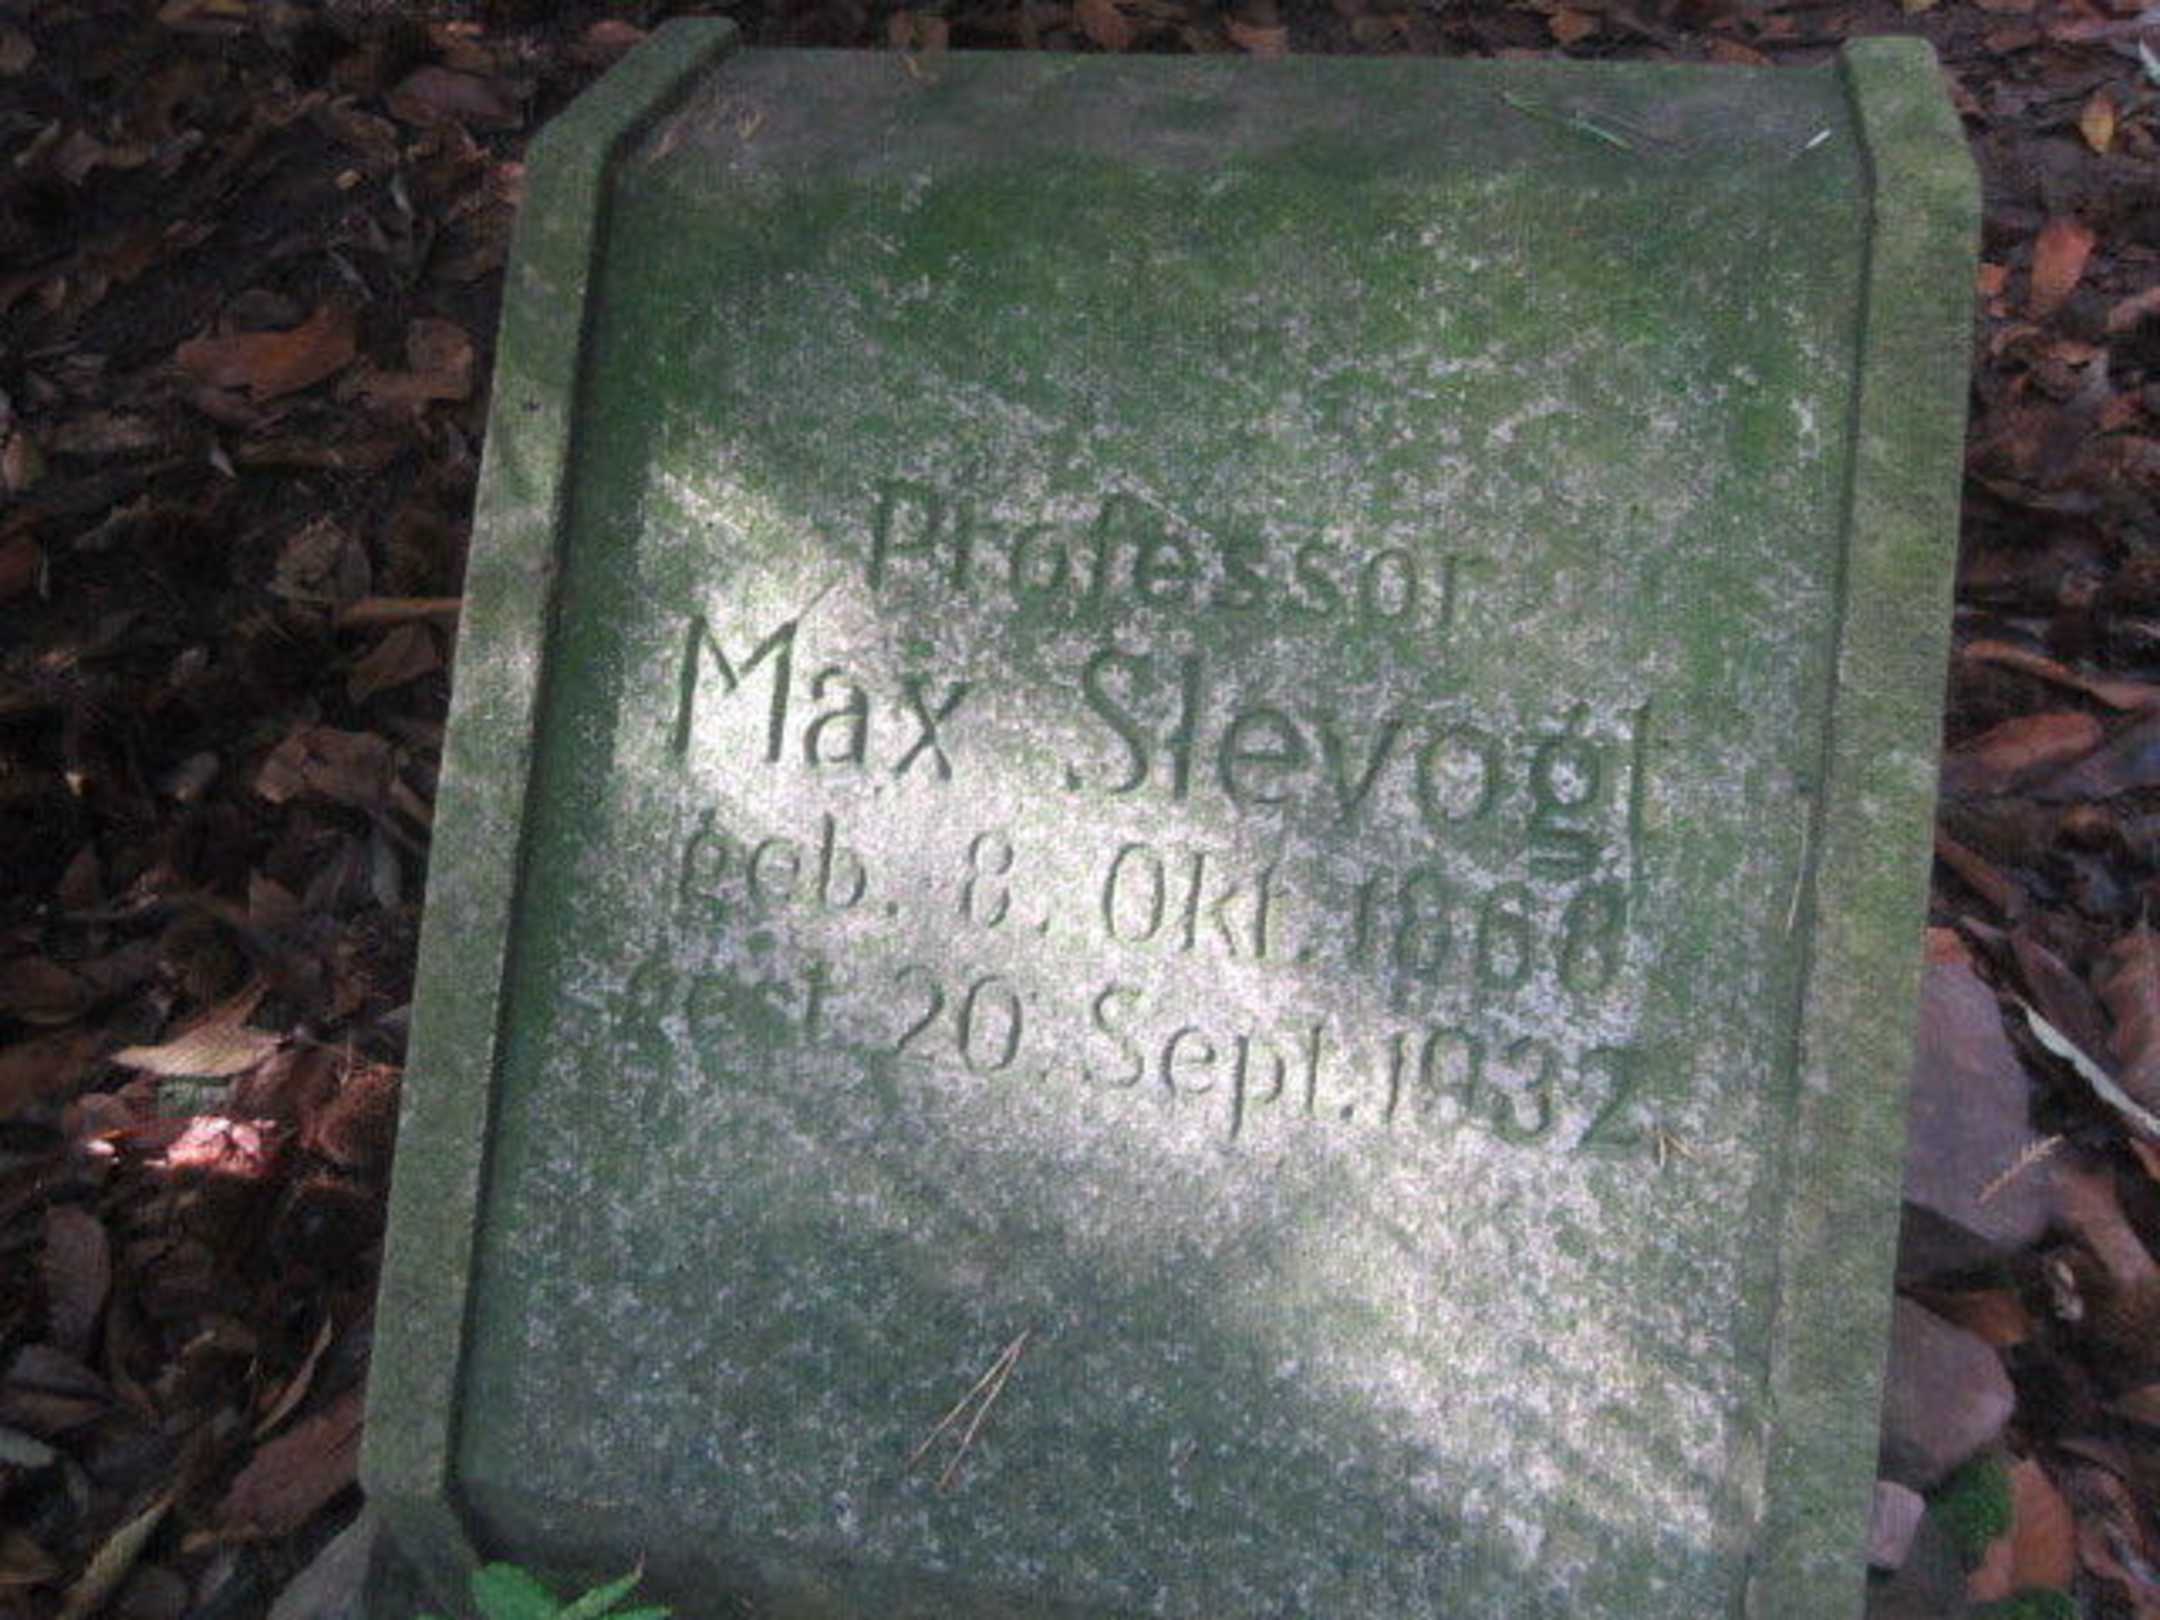 Professor
Max Slevogt
geb. 8. Okt. 1868
gest. 20. Sept. 1932